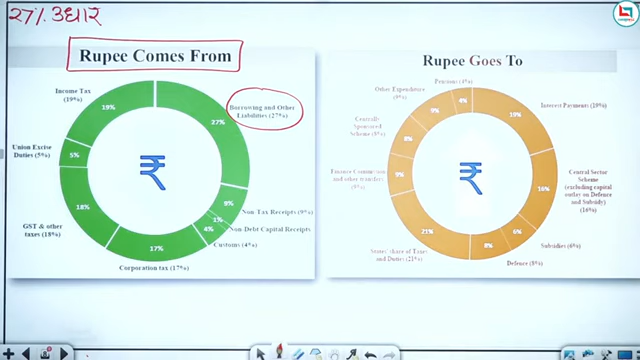 27% उधार
Rupee Comes From
Income Tax
(19%)
19%
Borrowing and Other
Liabilities (27%)
27%
Union Excise
Duties (5%)
5%
9%
Non-Tax Receipts (9%)
1%
Non-Debt Capital Receipts
4%
Customs (4%)
18%
GST & other
taxes (18%)
17%
Corporation tax (17%)
Rupee Goes To
Pensions (4%)
4%
Other Expenditure
(9%)
9%
Interest Payments (19%)
19%
Centrally
Sponsored
Scheme (8%)
8%
Finance Commission
and other transfers
(9%)
9%
Central Sector
Scheme
(excluding capital
outlay on Defence
and Subsidy)
(16%)
16%
Subsidies (6%)
6%
Defence (8%)
8%
21%
States' share of Taxes
and Duties (21%)